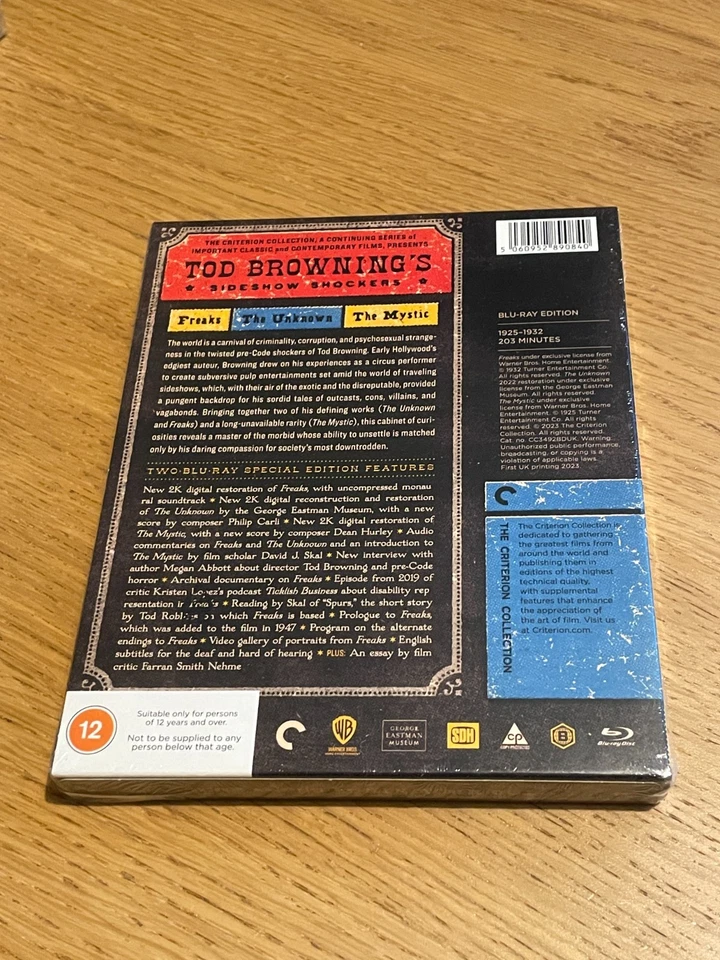 THE CRITERION COLLECTION, A CONTINUING SERIES of
IMPORTANT CLASSIC and CONTEMPORARY FILMS, PRESENTS
TOD BROWNING'S
SIDESHOW SHOCKERS
Freaks The Unknown The Mystic
The world is a carnival of criminality, corruption, and psychosexual strange-
ness in the twisted pre-Code shockers of Tod Browning. Early Hollywood's
edgiest auteur, Browning drew on his experiences as a circus performer
to create subversive pulp entertainments set amid the world of traveling
sideshows, which, with their air of the exotic and the disreputable, provided
a pungent backdrop for his sordid tales of outcasts, cons, villains, and
vagabonds. Bringing together two of his defining works (The Unknown
and Freaks) and a long-unavailable rarity (The Mystic), this cabinet of curi-
osities reveals a master of the morbid whose ability to unsettle is matched
only by his daring compassion for society's most downtrodden.
TWO-BLU-RAY SPECIAL EDITION FEATURES
New 2K digital restoration of Freaks, with uncompressed monau
ral soundtrack * New 2K digital reconstruction and restoration
of The Unknown by the George Eastman Museum, with a new
score by composer Philip Carli * New 2K digital restoration of
The Mystic, with a new score by composer Dean Hurley * Audio
commentaries on Freaks and The Unknown and an introduction to
The Mystic by film scholar David J. Skal * New interview with
author Megan Abbott about director Tod Browning and pre-Code
horror * Archival documentary on Freaks * Episode from 2019 of
critic Kristen Lopez's podcast Ticklish Business about disability rep
resentation in Freaks * Reading by Skal of "Spurs," the short story
by Tod Robbins on which Freaks is based * Prologue to Freaks,
which was added to the film in 1947 * Program on the alternate
endings to Freaks * Video gallery of portraits from Freaks * English
subtitles for the deaf and hard of hearing * PLUS: An essay by film
critic Farran Smith Nehme
5 060952 890840
BLU-RAY EDITION
1925–1932
203 MINUTES
Freaks under exclusive license from
Warner Bros. Home Entertainment.
© 1932 Turner Entertainment Co.
All rights reserved. The Unknown
2022 restoration under exclusive
license from the George Eastman
Museum. All rights reserved.
The Mystic under exclusive
license from Warner Bros. Home
Entertainment. © 1925 Turner
Entertainment Co. All rights
reserved. © 2023 The Criterion
Collection. All rights reserved.
Cat. no. CC3492BDUK. Warning
Unauthorized public performance,
broadcasting, or copying is a
violation of applicable laws.
First UK printing 2023.
THE CRITERION COLLECTION
The Criterion Collection is
dedicated to gathering
the greatest films from
around the world and
publishing them in
editions of the highest
technical quality,
with supplemental
features that enhance
the appreciation of
the art of film. Visit us
at Criterion.com.
12
Suitable only for persons
of 12 years and over.
Not to be supplied to any
person below that age.
WB
WARNER BROS.
GEORGE
EASTMAN
MUSEUM
SDH
CP
COPY-PROTECTED
B
Blu-ray Disc